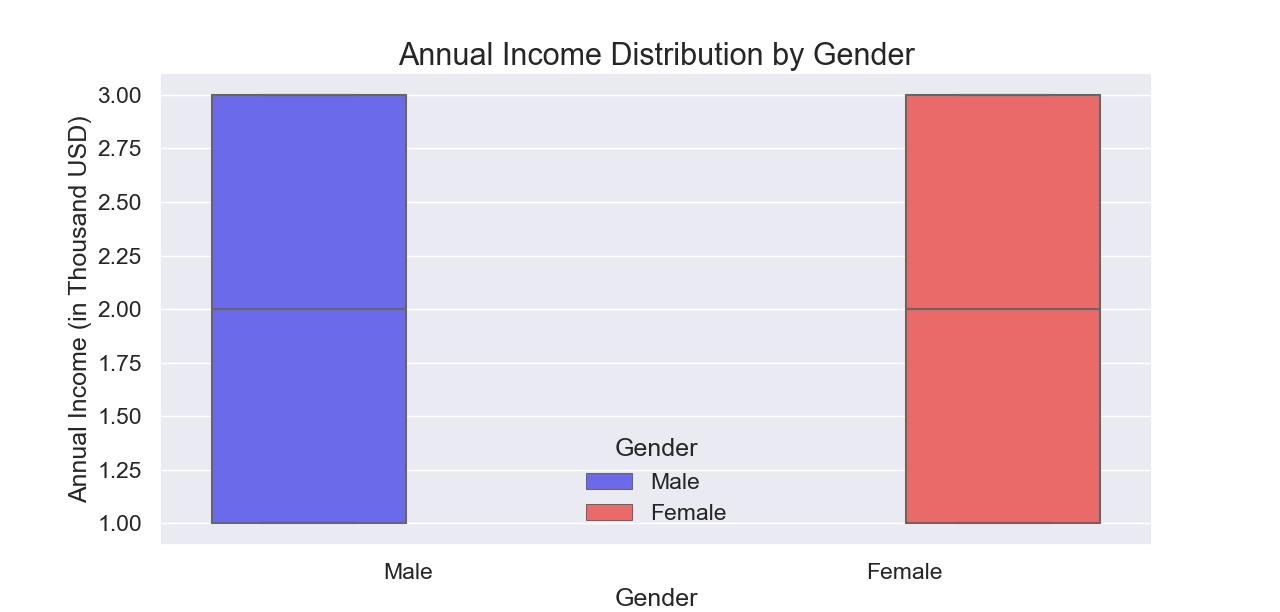 Annual Income Distribution by Gender
Annual Income (in Thousand USD)
3.00
2.75
2.50
2.25
2.00
1.75
1.50
1.25
1.00
Gender
Male
Female
Male
Female
Gender